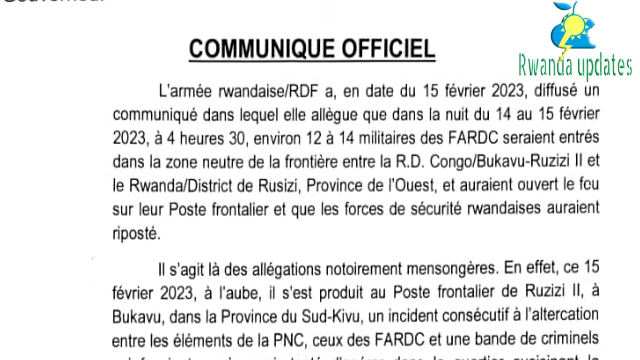 COMMUNIQUE OFFICIEL
Rwanda updates
L'armée rwandaise/RDF a, en date du 15 février 2023, diffusé un
communiqué dans lequel elle allègue que dans la nuit du 14 au 15 février
2023, à 4 heures 30, environ 12 à 14 militaires des FARDC seraient entrés
dans la zone neutre de la frontière entre la R.D. Congo/Bukavu-Ruzizi II et
le Rwanda/District de Rusizi, Province de l'Ouest, et auraient ouvert le feu
sur leur Poste frontalier et que les forces de sécurité rwandaises auraient
riposté.
Il s'agit là des allégations notoirement mensongères. En effet, ce 15
février 2023, à l'aube, il s'est produit au Poste frontalier de Ruzizi II, à
Bukavu, dans la Province du Sud-Kivu, un incident consécutif à l'altercation
entre les éléments de la PNC, ceux des FARDC et une bande de criminels